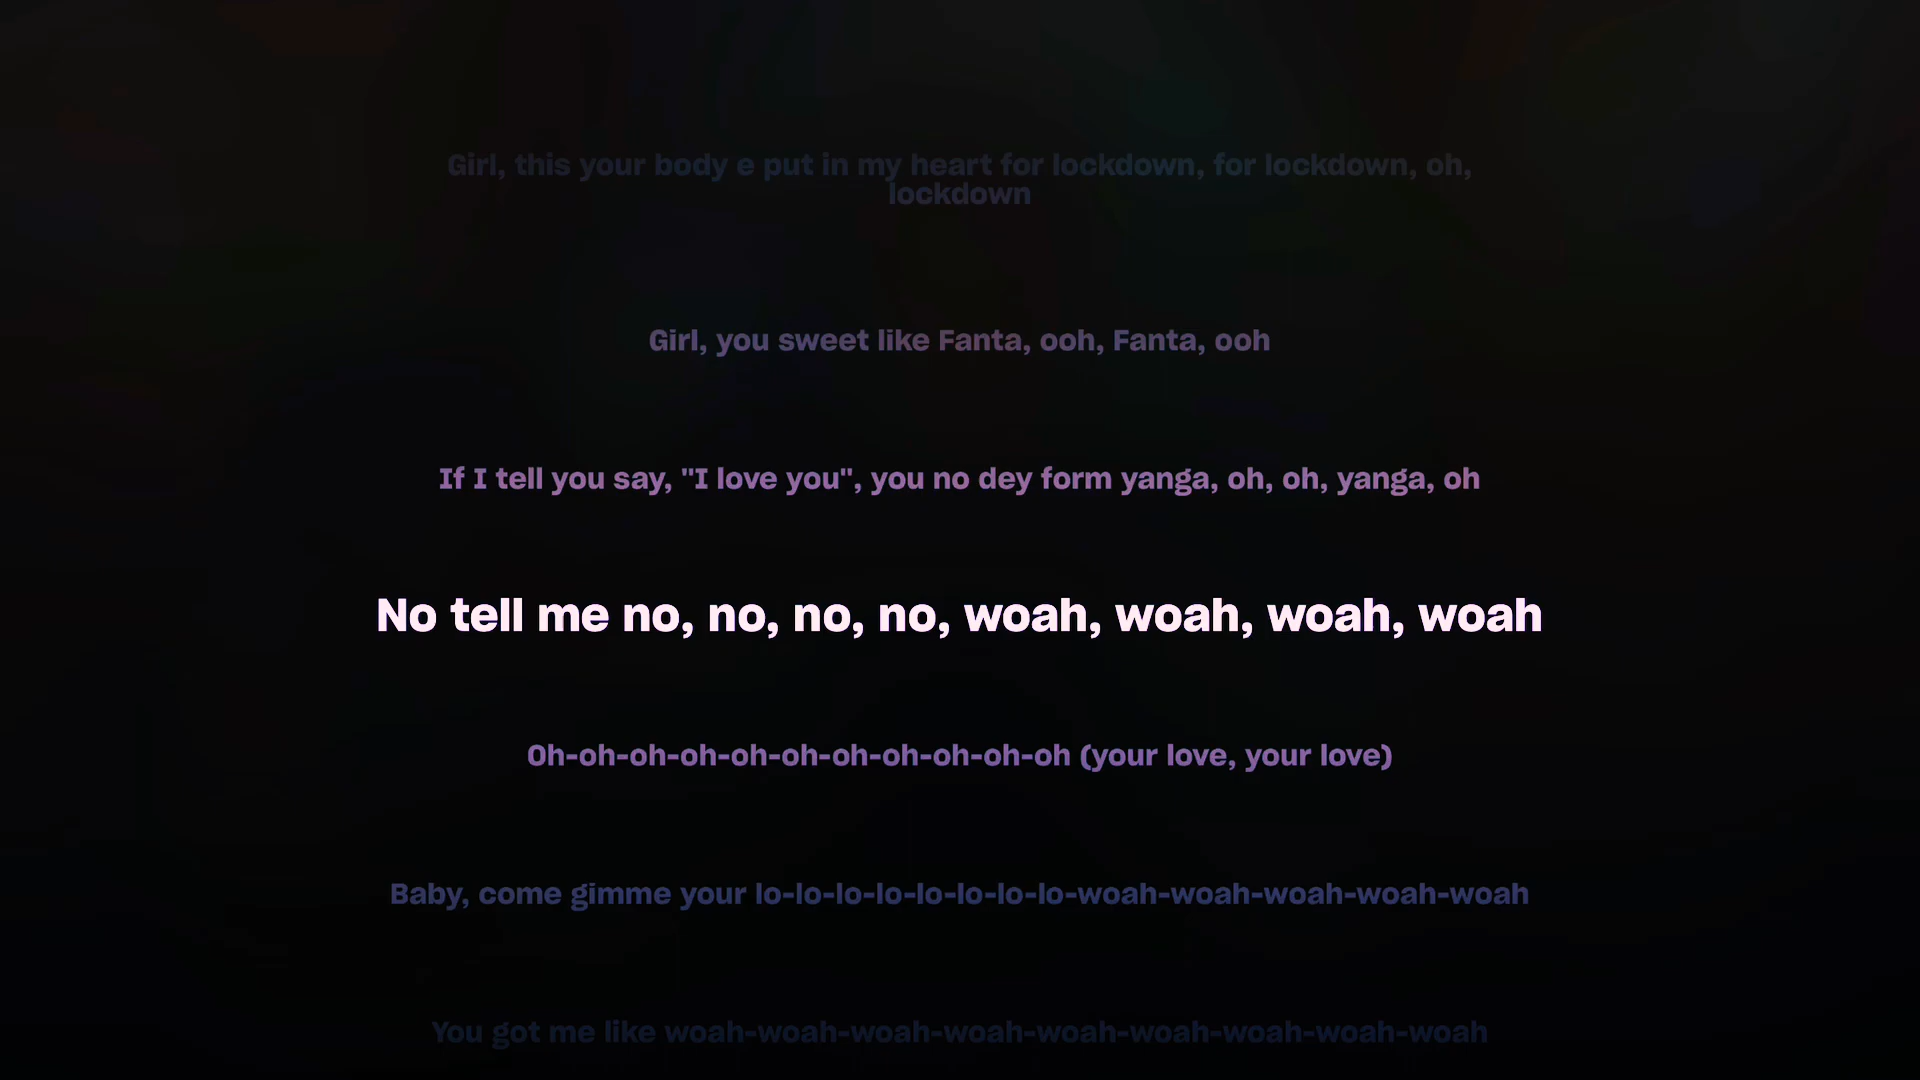 Girl, this your body e put in my heart for lockdown, for lockdown, oh,
lockdown
Girl, you sweet like Fanta, ooh, Fanta, ooh
If I tell you say, "I love you", you no dey form yanga, oh, oh, yanga, oh
No tell me no, no, no, no, woah, woah, woah, woah
Oh-oh-oh-oh-oh-oh-oh-oh-oh-oh-oh (your love, your love)
Baby, come gimme your lo-lo-lo-lo-lo-lo-lo-lo-woah-woah-woah-woah-woah
You got me like woah-woah-woah-woah-woah-woah-woah-woah-woah